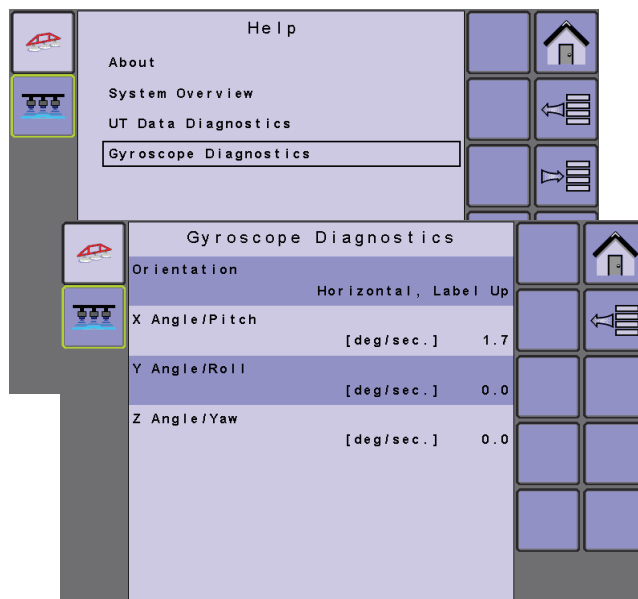 Help
About
System Overview
UT Data Diagnostics
Gyroscope Diagnostics
Gyroscope Diagnostics
Orientation
Horizontal, Label Up
X Angle/Pitch
[deg/sec.] 1.7
Y Angle/Roll
[deg/sec.] 0.0
Z Angle/Yaw
[deg/sec.] 0.0